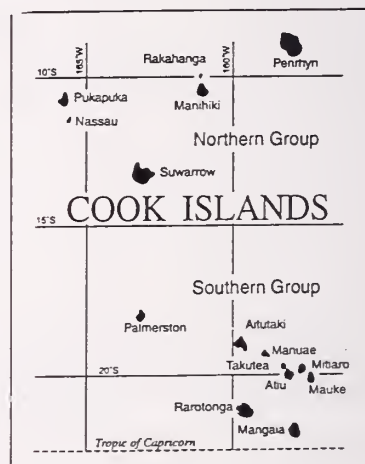 165°W
160°W
Penrhyn
Rakahanga
10°S
Pukapuka
Manihiki
Nassau
Northern Group
Suwarrow
COOK ISLANDS
15°S
Southern Group
Palmerston
Aitutaki
Manuae
Takutea
Mitiaro
20°S
Atiu
Mauke
Rarotonga
Mangaia
Tropic of Capricorn